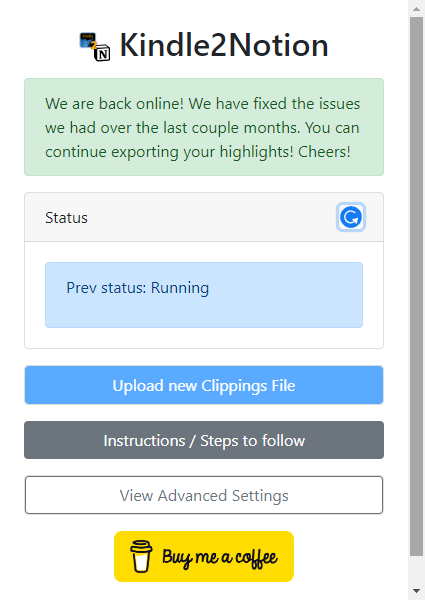 Kindle2Notion
We are back online! We have fixed the issues
we had over the last couple months. You can
continue exporting your highlights! Cheers!
Status
Prev status: Running
Upload new Clippings File
Instructions / Steps to follow
View Advanced Settings
Buy me a coffee